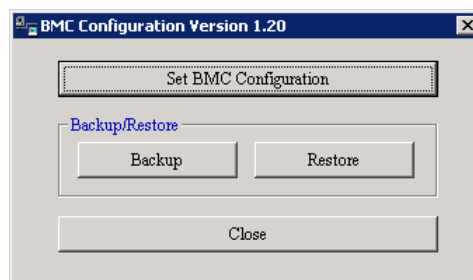 BMC Configuration Version 1.20
Set BMC Configuration
Backup/Restore
Backup Restore
Close